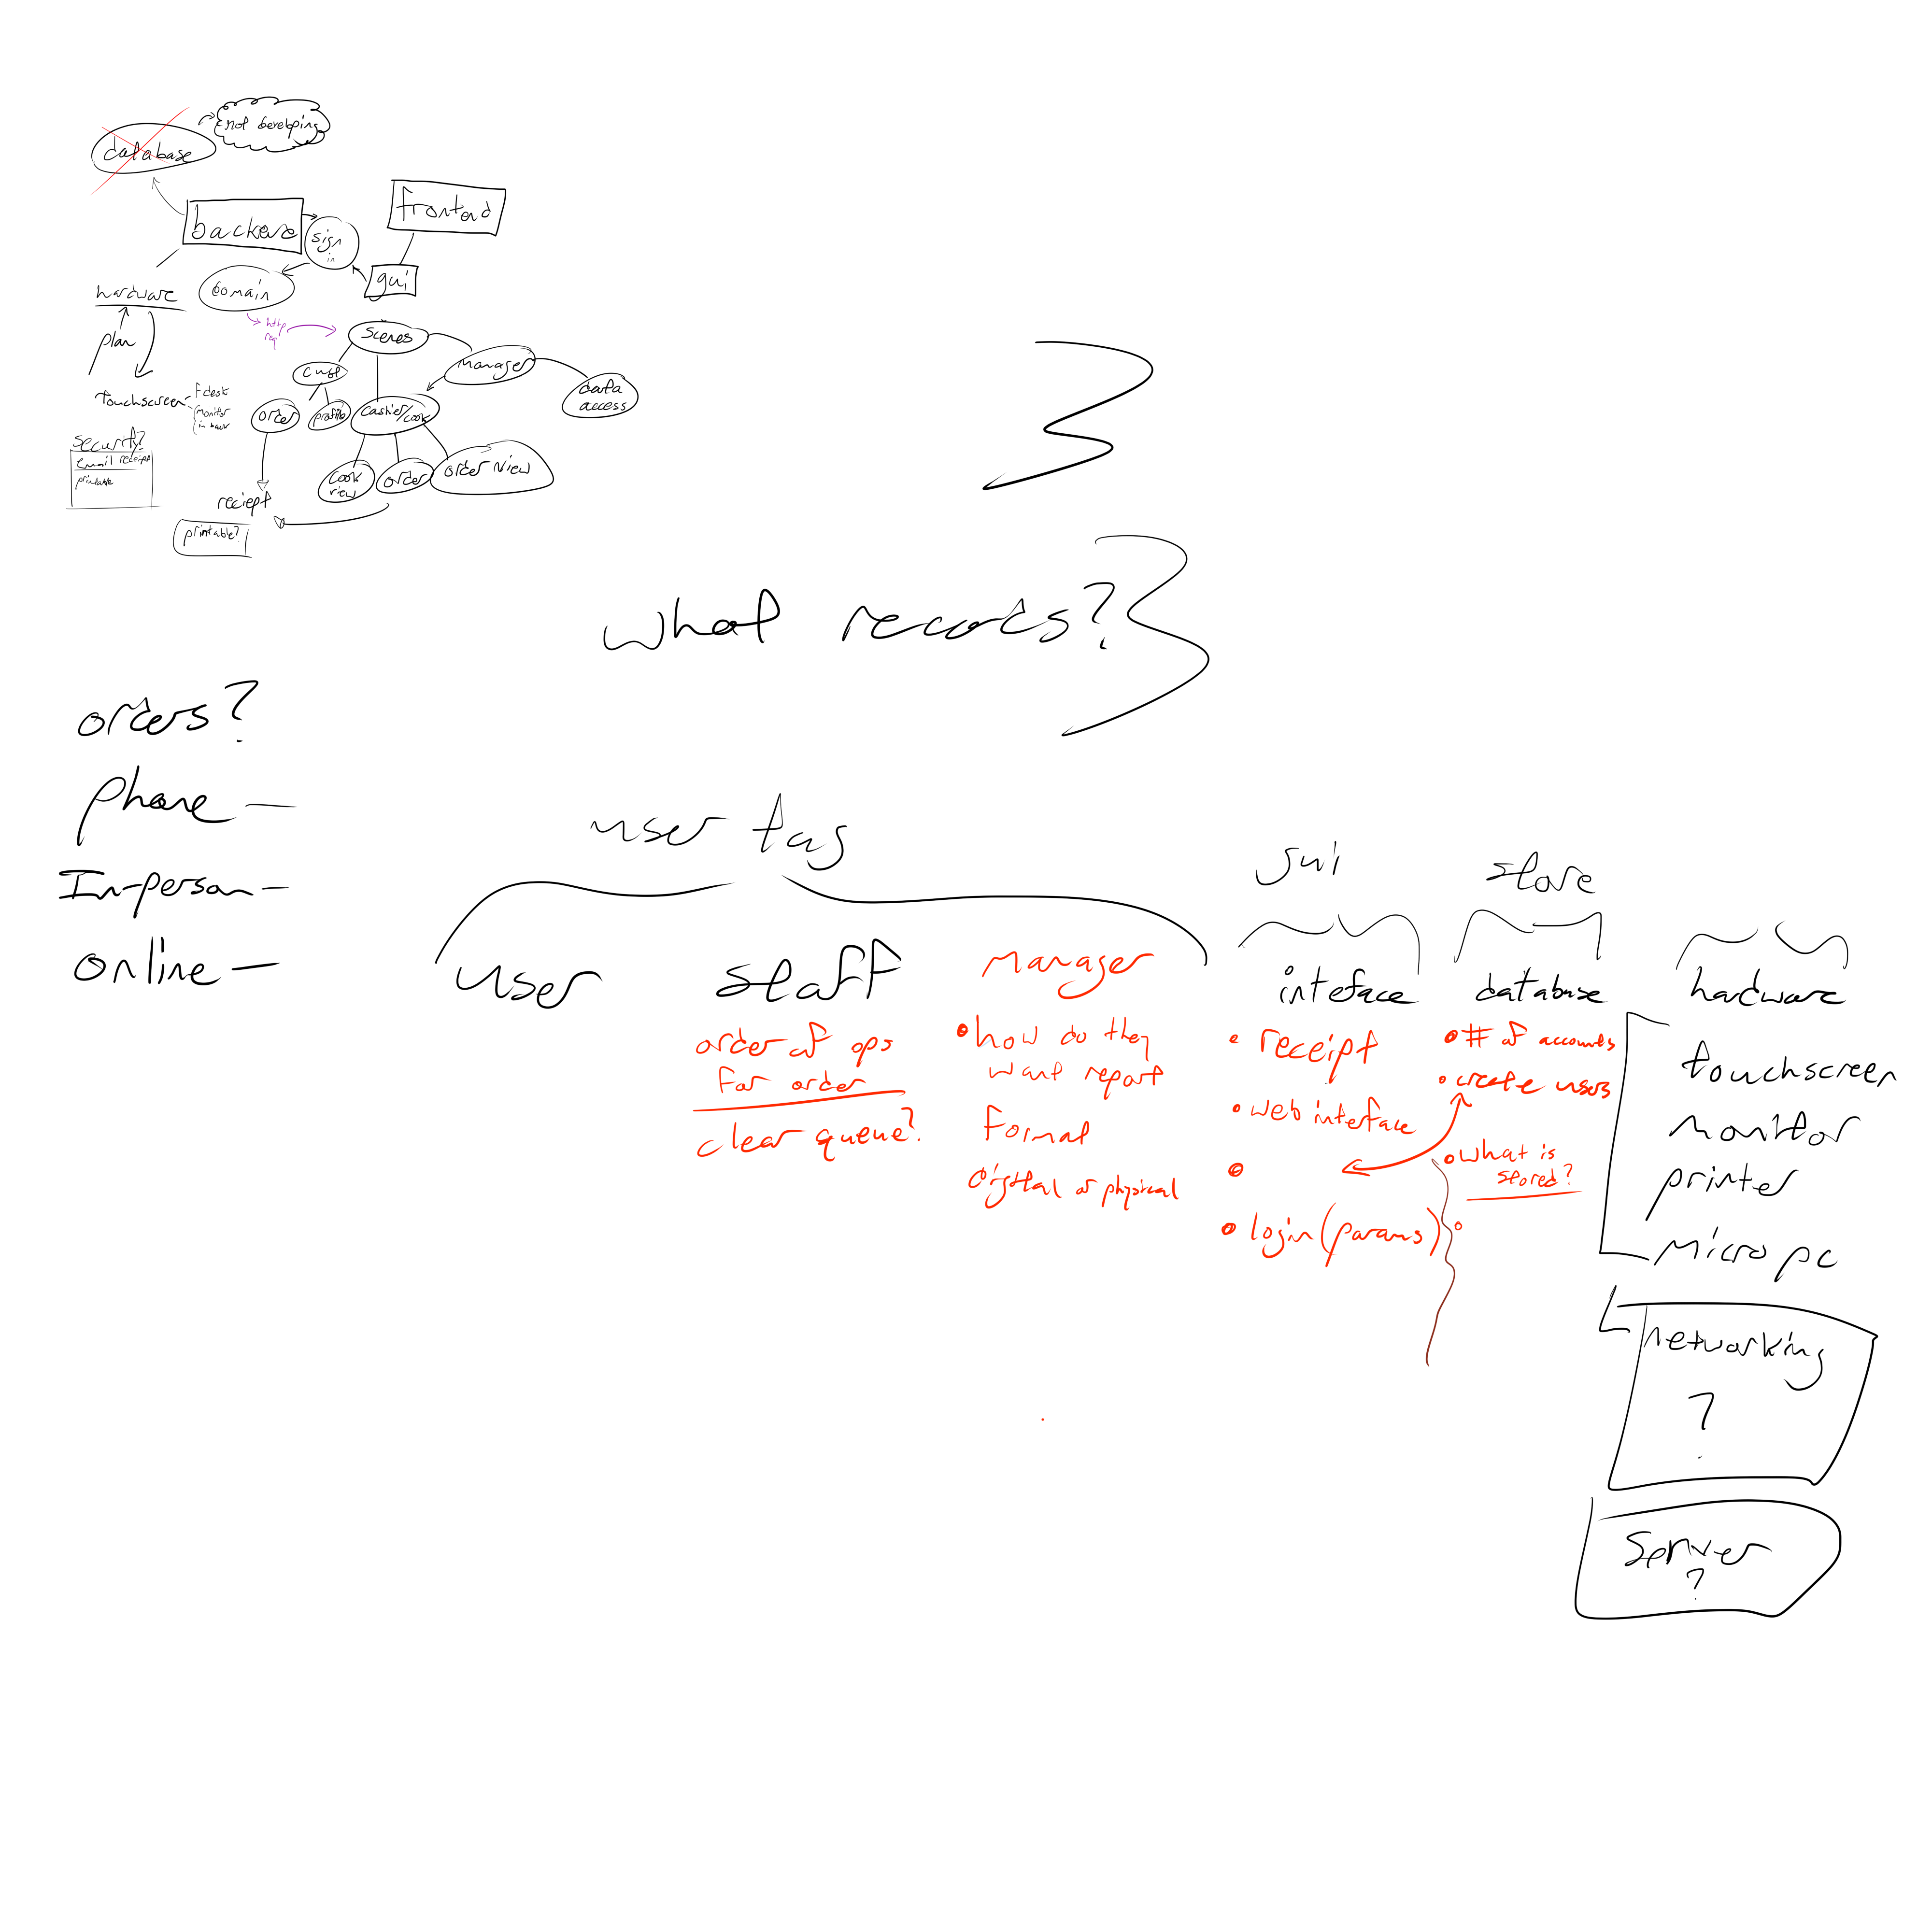 not developing
database
backend
sign
in
frontend
gui
hardware
domain
plan
http
req
scenes
cust
manager
data
access
touchscreen
F desk
monitor
in back
order
profile
cashier/cook
security?
email receipt
printable
cook
view
order
order view
reciept
printable?
what records?
orders?
phone —
In-person —
online —
user tag
gui
store
user
staff
manager
inteface
database
hardware
order of ops
for order
clear queue?
• how do they
want report
format
digital or physical
• receipt
• web interface
•
• login (params)
• # of accounts
• create users
• what is
stored?
•
touchscreen
monitor
printer
micro pc
networking
?
server
?